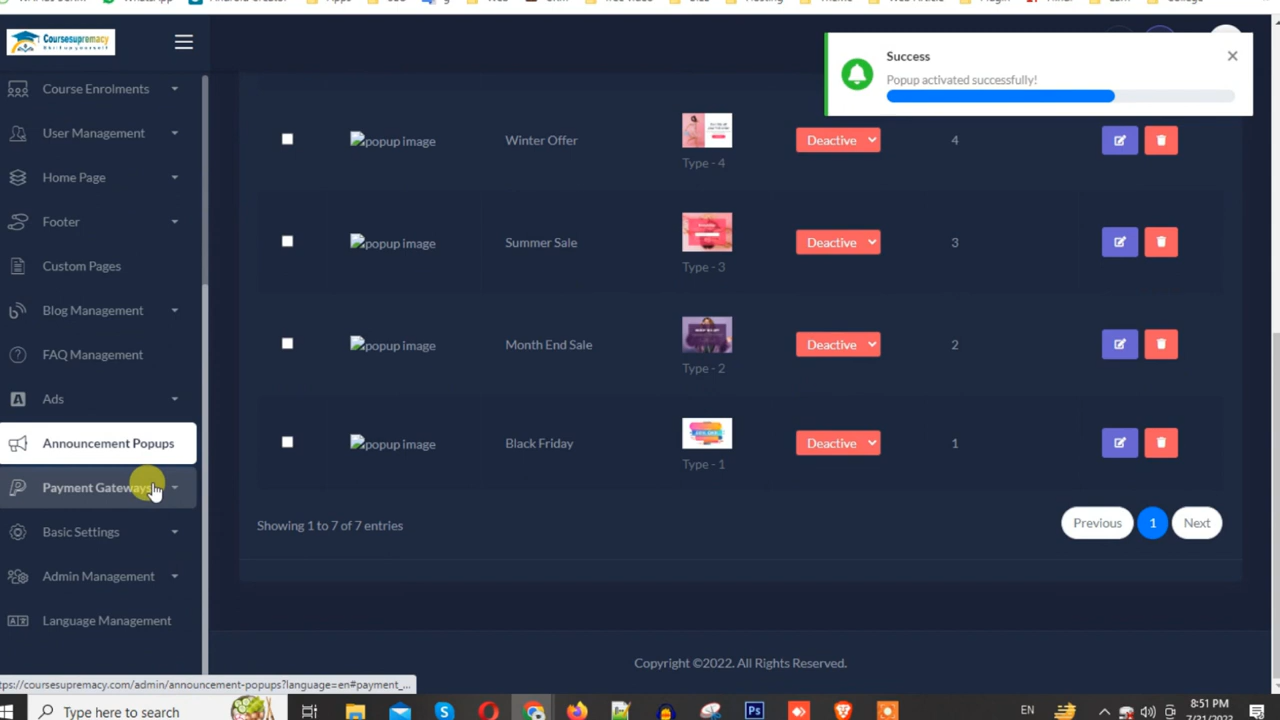 Coursesupremacy
Success
Popup activated successfully!
Course Enrolments
User Management
popup image
Winter Offer
Type - 4
Deactive
4
Home Page
Footer
popup image
Summer Sale
Type - 3
Deactive
3
Custom Pages
Blog Management
FAQ Management
popup image
Month End Sale
Type - 2
Deactive
2
Ads
Announcement Popups
popup image
Black Friday
Type - 1
Deactive
1
Payment Gateways
Basic Settings
Showing 1 to 7 of 7 entries
Previous
1
Next
Admin Management
Language Management
Copyright ©2022. All Rights Reserved.
tps://coursesupremacy.com/admin/announcement-popups?language=en#payment_...
Type here to search
EN
8:51 PM